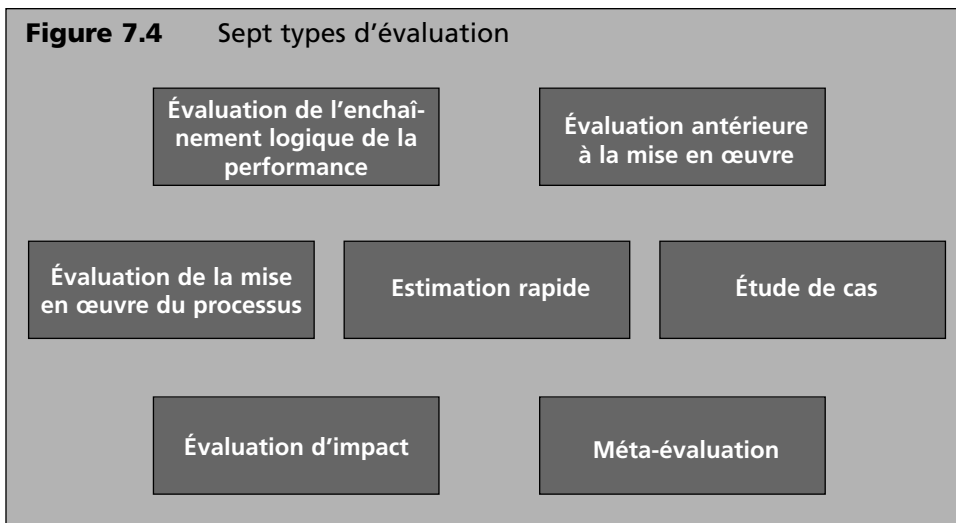 Figure 7.4 Sept types d’évaluation
Évaluation de l’enchaî-
nement logique de la
performance
Évaluation antérieure
à la mise en œuvre
Évaluation de la mise
en œuvre du processus
Estimation rapide
Étude de cas
Évaluation d’impact
Méta-évaluation